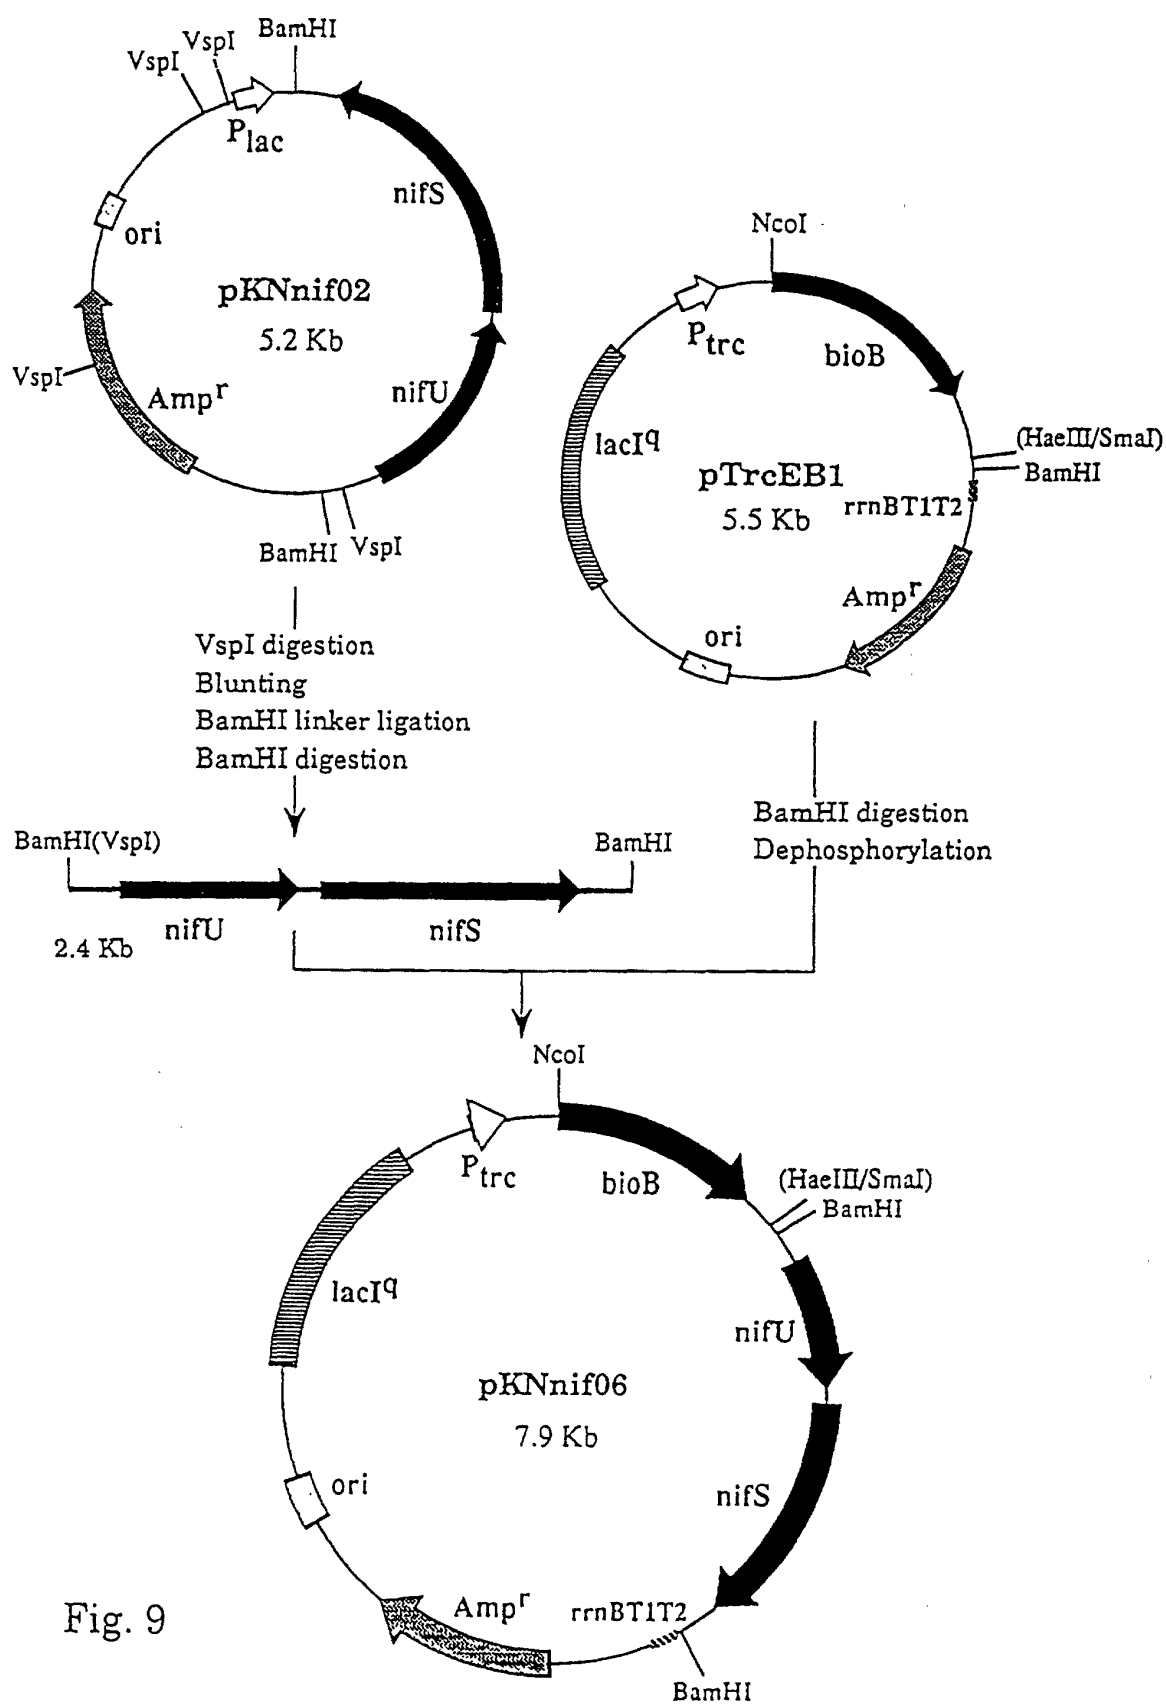 BamHI
VspI
VspI
Plac
nifS
ori
pKNnif02
5.2 Kb
VspI
Ampr
nifU
BamHI
VspI
NcoI
Ptrc
bioB
(HaeIII/SmaI)
BamHI
lacIq
pTrcEB1
rrnBT1T2
5.5 Kb
Ampr
ori
VspI digestion
Blunting
BamHI linker ligation
BamHI digestion
BamHI digestion
Dephosphorylation
BamHI(VspI)
BamHI
nifU
nifS
2.4 Kb
NcoI
Ptrc
bioB
(HaeIII/SmaI)
BamHI
lacIq
nifU
pKNnif06
7.9 Kb
ori
nifS
Ampr
rrnBT1T2
BamHI
Fig. 9